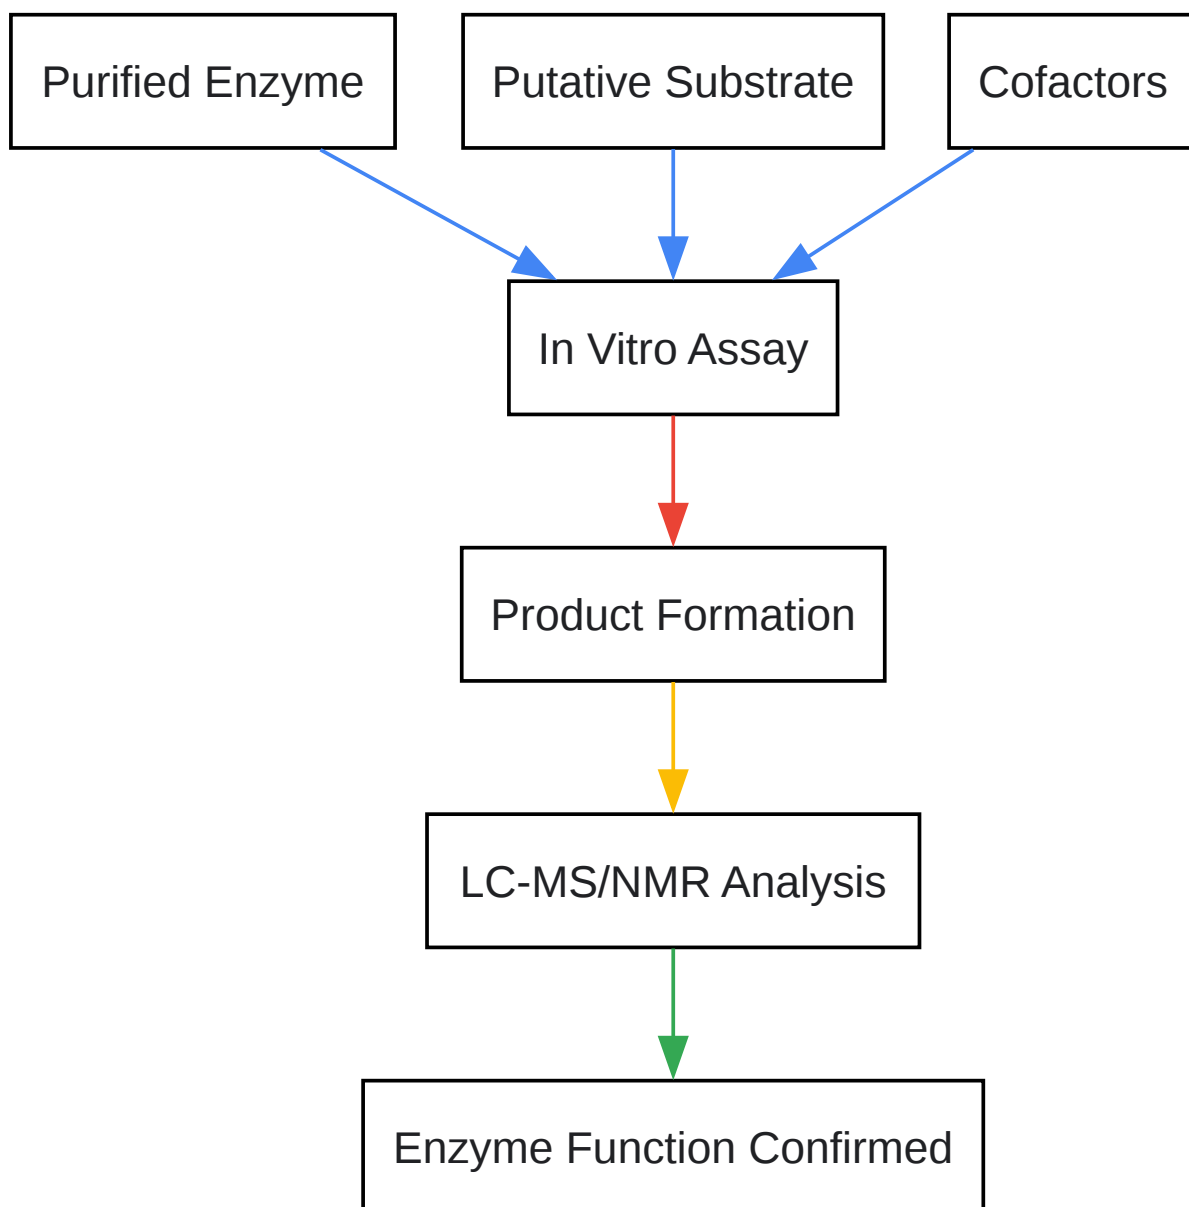 Purified Enzyme
Putative Substrate
Cofactors
In Vitro Assay
Product Formation
LC-MS/NMR Analysis
Enzyme Function Confirmed